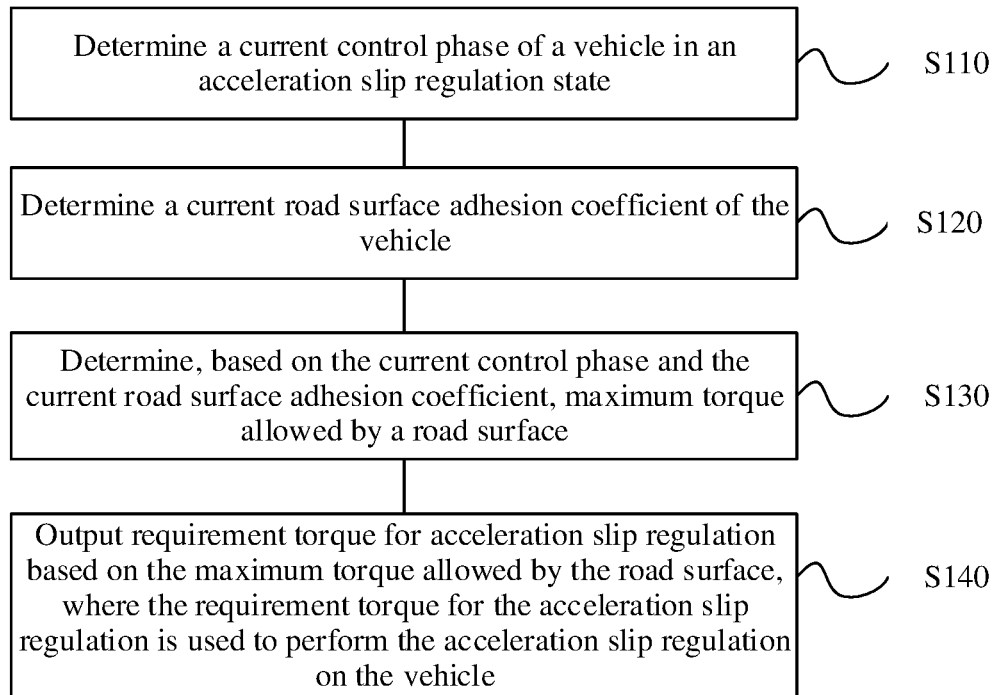 Determine a current control phase of a vehicle in an
acceleration slip regulation state
S110
Determine a current road surface adhesion coefficient of the
vehicle
S120
Determine, based on the current control phase and the
current road surface adhesion coefficient, maximum torque
allowed by a road surface
S130
Output requirement torque for acceleration slip regulation
based on the maximum torque allowed by the road surface,
where the requirement torque for the acceleration slip
regulation is used to perform the acceleration slip regulation
on the vehicle
S140